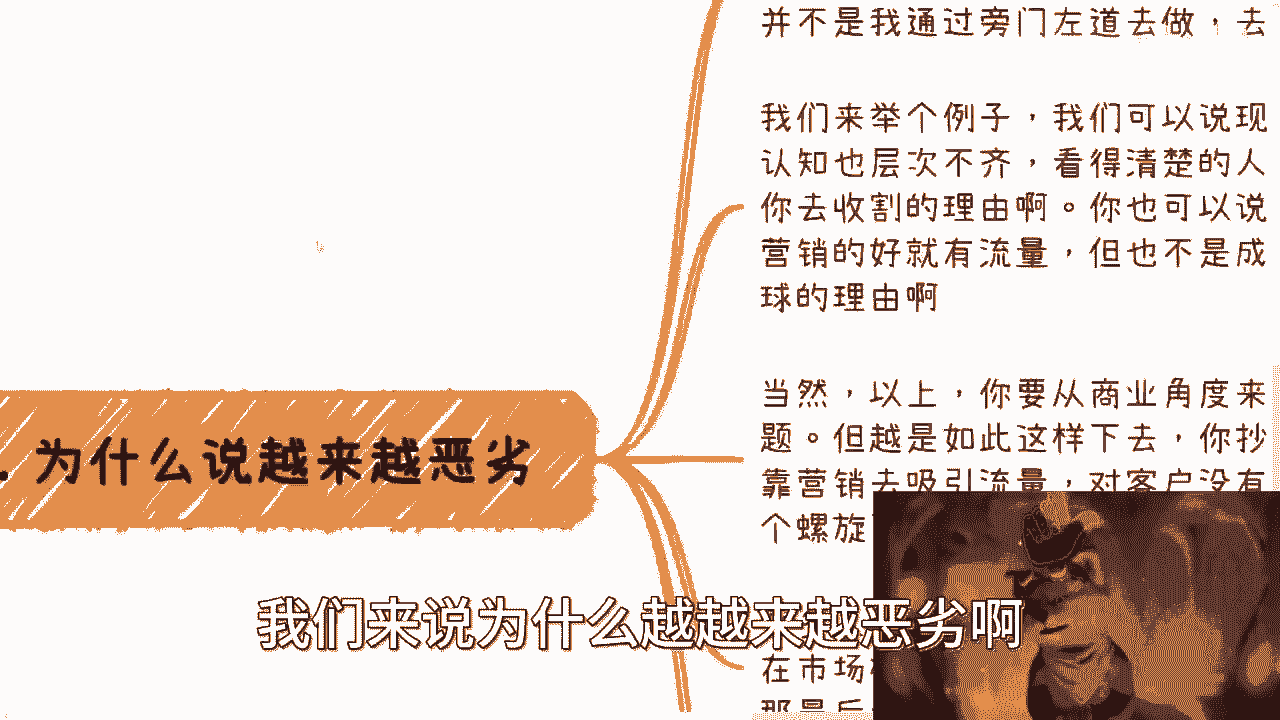 并不是我通过旁门左道去做，去
我们来举个例子，我们可以说现
认知也层次不齐，看得清楚的人
你去收割的理由啊。你也可以说
营销的好就有流量，但也不是成
球的理由啊
当然，以上，你要从商业角度来
题。但越是如此这样下去，你抄
靠营销去吸引流量，对客户没有
个螺旋
. 为什么说越来越恶劣
我们来说为什么越越来越恶劣啊
在市场
那是后